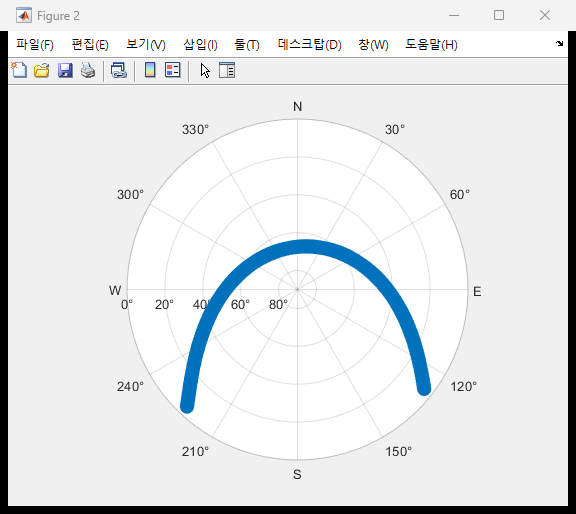 Figure 2
파일(F) 편집(E) 보기(V) 삽입(I) 툴(T) 데스크탑(D) 창(W) 도움말(H)
N
330° 30°
300° 60°
W E
0° 20° 40° 60° 80°
240° 120°
210° 150°
S